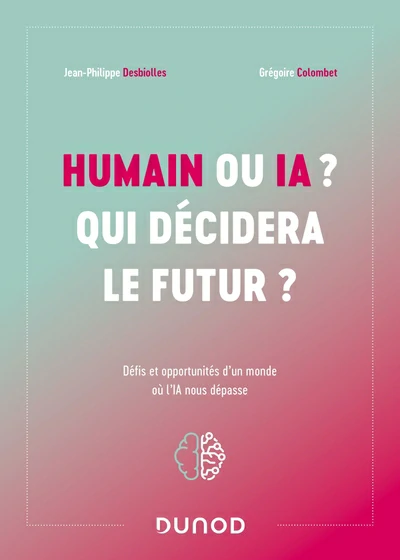 Jean-Philippe Desbiolles Grégoire Colombet
HUMAIN OU IA ?
QUI DÉCIDERA
LE FUTUR ?
Défis et opportunités d'un monde
où l'IA nous dépasse
DUNOD